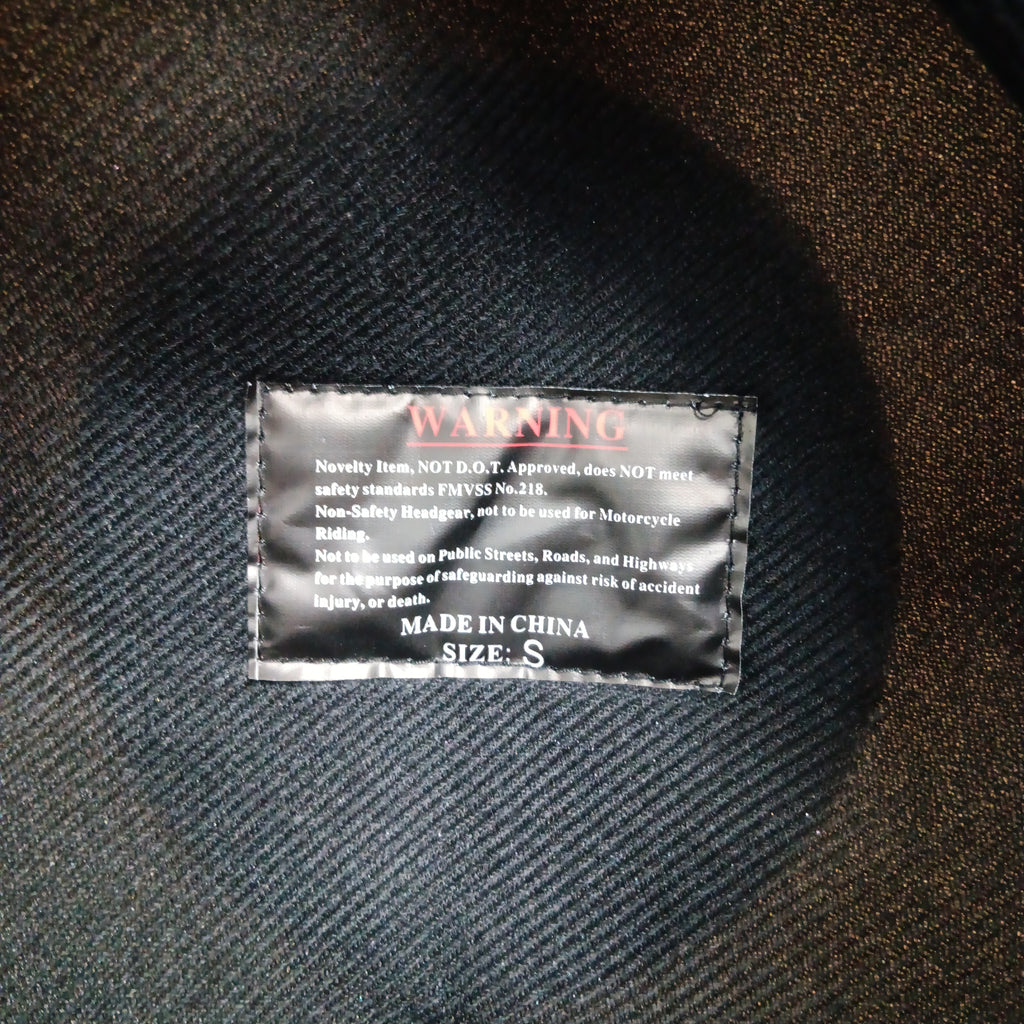 WARNING
Novelty Item, NOT D.O.T. Approved, does NOT meet
safety standards FMVSS No.218.
Non-Safety Headgear, not to be used for Motorcycle
Riding.
Not to be used on Public Streets, Roads, and Highways
for the purpose of safeguarding against risk of accident
injury, or death.
MADE IN CHINA
SIZE: S